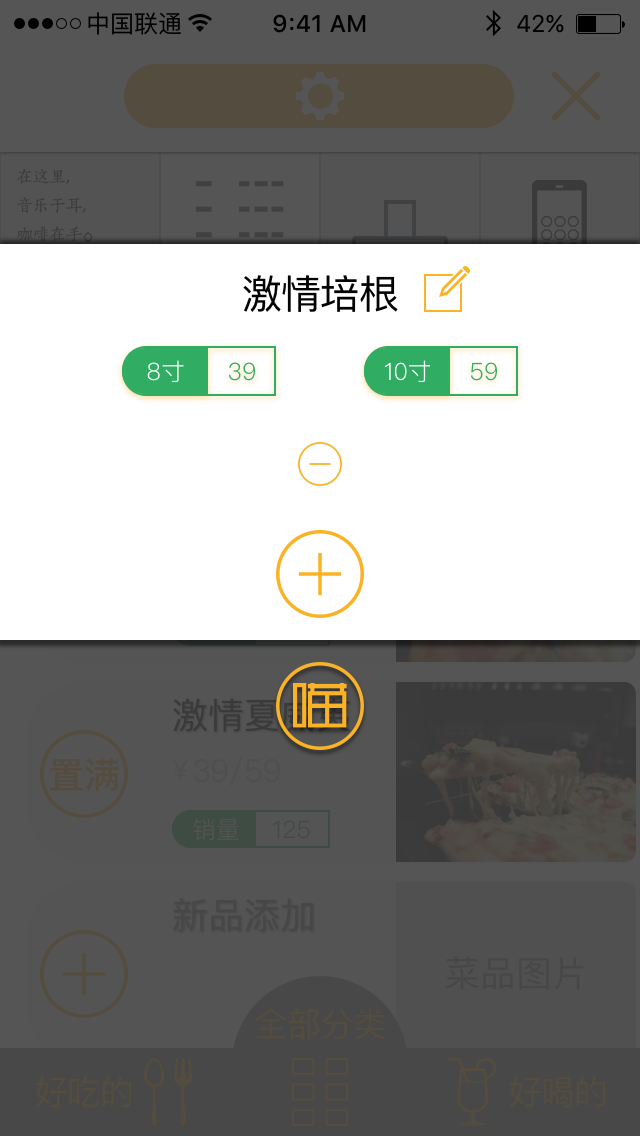 中国联通 9:41 AM 42%
在这里,
音乐于耳,
咖啡在手。
激情培根
8寸 39 10寸 59
激情夏
置满
¥39/59
销量 125
新品添加
菜品图片
全部分类
好吃的 好喝的